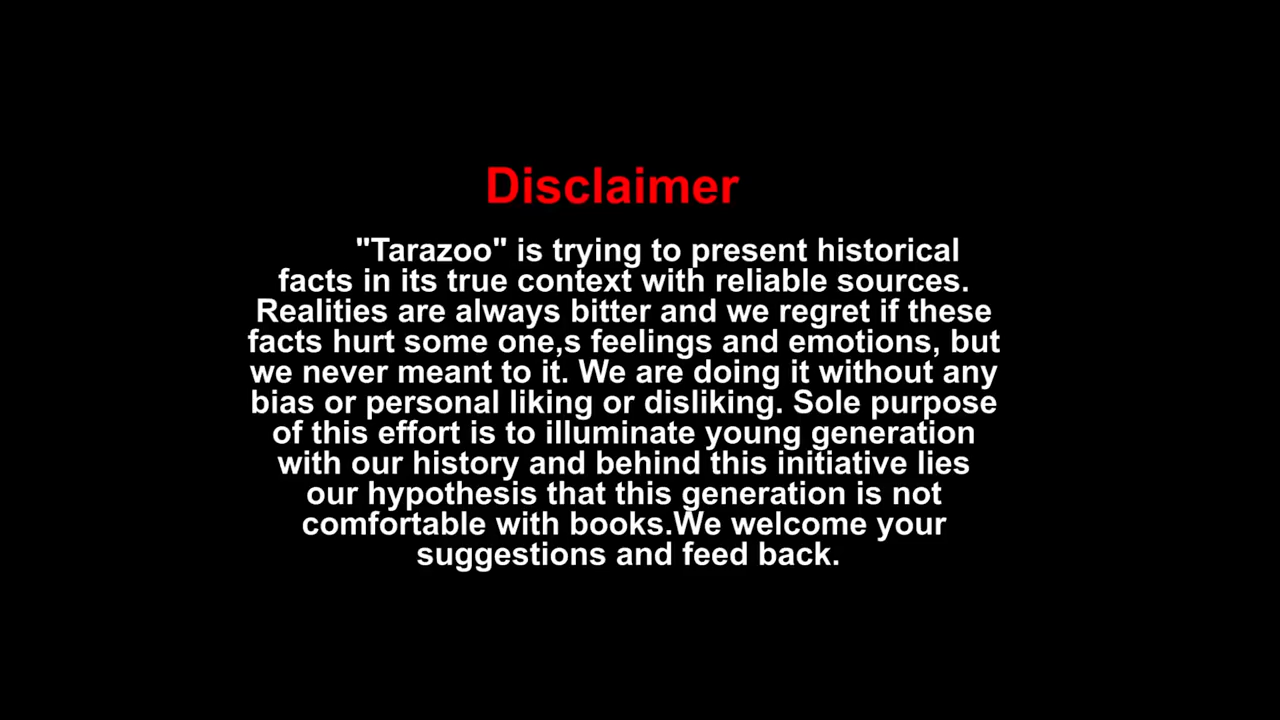 Disclaimer
"Tarazoo" is trying to present historical
facts in its true context with reliable sources.
Realities are always bitter and we regret if these
facts hurt some one,s feelings and emotions, but
we never meant to it. We are doing it without any
bias or personal liking or disliking. Sole purpose
of this effort is to illuminate young generation
with our history and behind this initiative lies
our hypothesis that this generation is not
comfortable with books.We welcome your
suggestions and feed back.